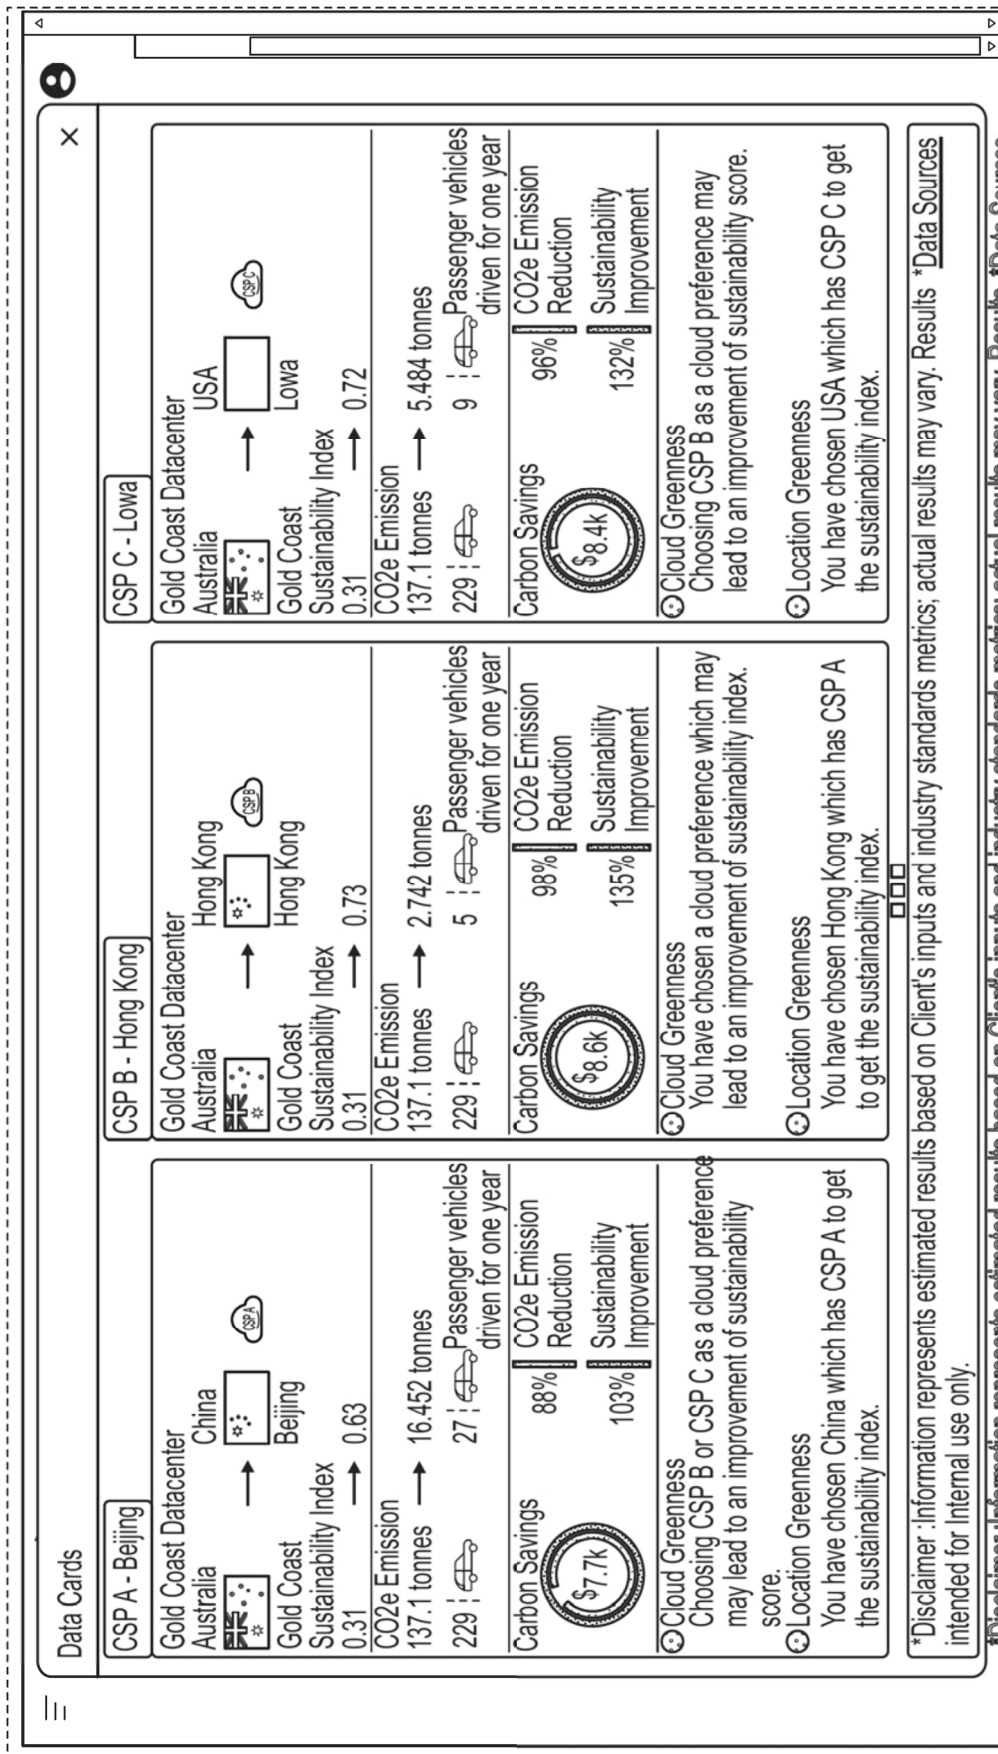 Data Cards
×
CSP A - Beijing
Gold Coast Datacenter
Australia China
CSP A
Gold Coast Beijing
Sustainability Index
0.31 → 0.63
CO2e Emission
137.1 tonnes → 16.452 tonnes
229 27 Passenger vehicles
driven for one year
Carbon Savings
$7.7k
88% CO2e Emission
Reduction
103% Sustainability
Improvement
Cloud Greenness
Choosing CSP B or CSP C as a cloud preference
may lead to an improvement of sustainability
score.
Location Greenness
You have chosen China which has CSP A to get
the sustainability index.
CSP B - Hong Kong
Gold Coast Datacenter
Australia Hong Kong
CSP B
Gold Coast Hong Kong
Sustainability Index
0.31 → 0.73
CO2e Emission
137.1 tonnes → 2.742 tonnes
229 5 Passenger vehicles
driven for one year
Carbon Savings
$8.6k
98% CO2e Emission
Reduction
135% Sustainability
Improvement
Cloud Greenness
You have chosen a cloud preference which may
lead to an improvement of sustainability index.
Location Greenness
You have chosen Hong Kong which has CSP A
to get the sustainability index.
CSP C - Lowa
Gold Coast Datacenter
Australia USA
CSP C
Gold Coast Lowa
Sustainability Index
0.31 → 0.72
CO2e Emission
137.1 tonnes → 5.484 tonnes
229 9 Passenger vehicles
driven for one year
Carbon Savings
$8.4k
96% CO2e Emission
Reduction
132% Sustainability
Improvement
Cloud Greenness
Choosing CSP B as a cloud preference may
lead to an improvement of sustainability score.
Location Greenness
You have chosen USA which has CSP C to get
the sustainability index.
*Disclaimer :Information represents estimated results based on Client's inputs and industry standards metrics; actual results may vary. Results *Data Sources
intended for Internal use only.